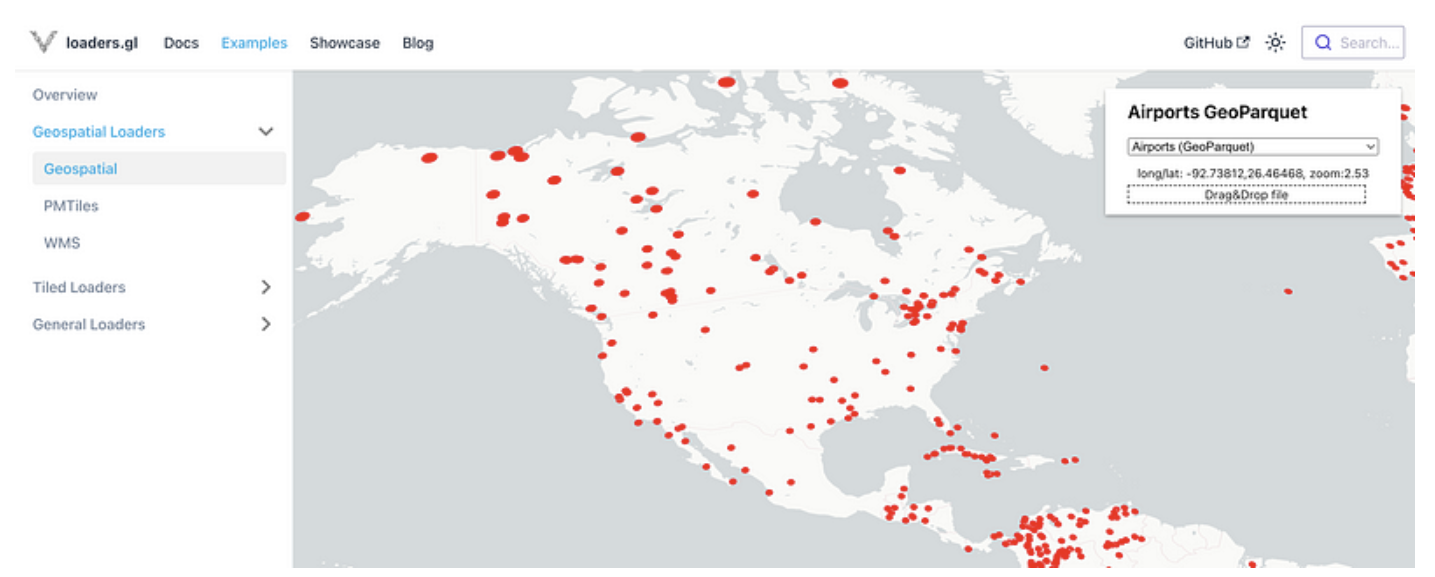 loaders.gl Docs Examples Showcase Blog GitHub Search...
Overview
Geospatial Loaders
Geospatial
PMTiles
WMS
Tiled Loaders
General Loaders
Airports GeoParquet
Airports (GeoParquet)
long/lat: -92.73812,26.46468, zoom:2.53
Drag&Drop file